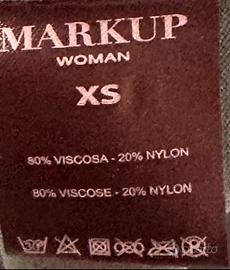 MARKUP
WOMAN
XS
80% VISCOSA - 20% NYLON
80% VISCOSE - 20% NYLON